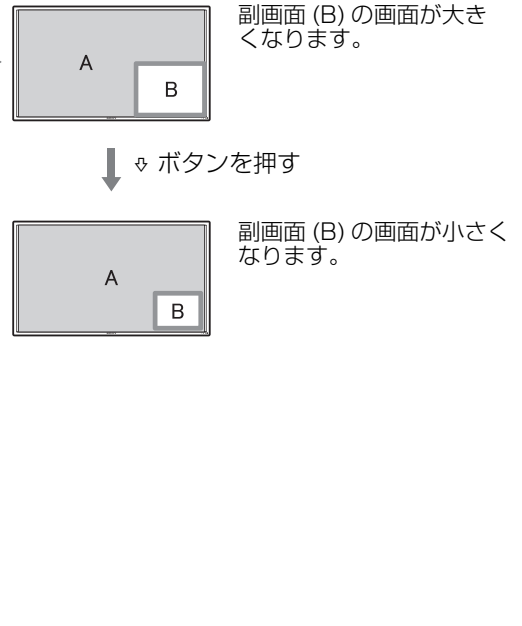 副画面 (B) の画面が大き
くなります。
A
B
ボタンを押す
副画面 (B) の画面が小さく
なります。
A
B